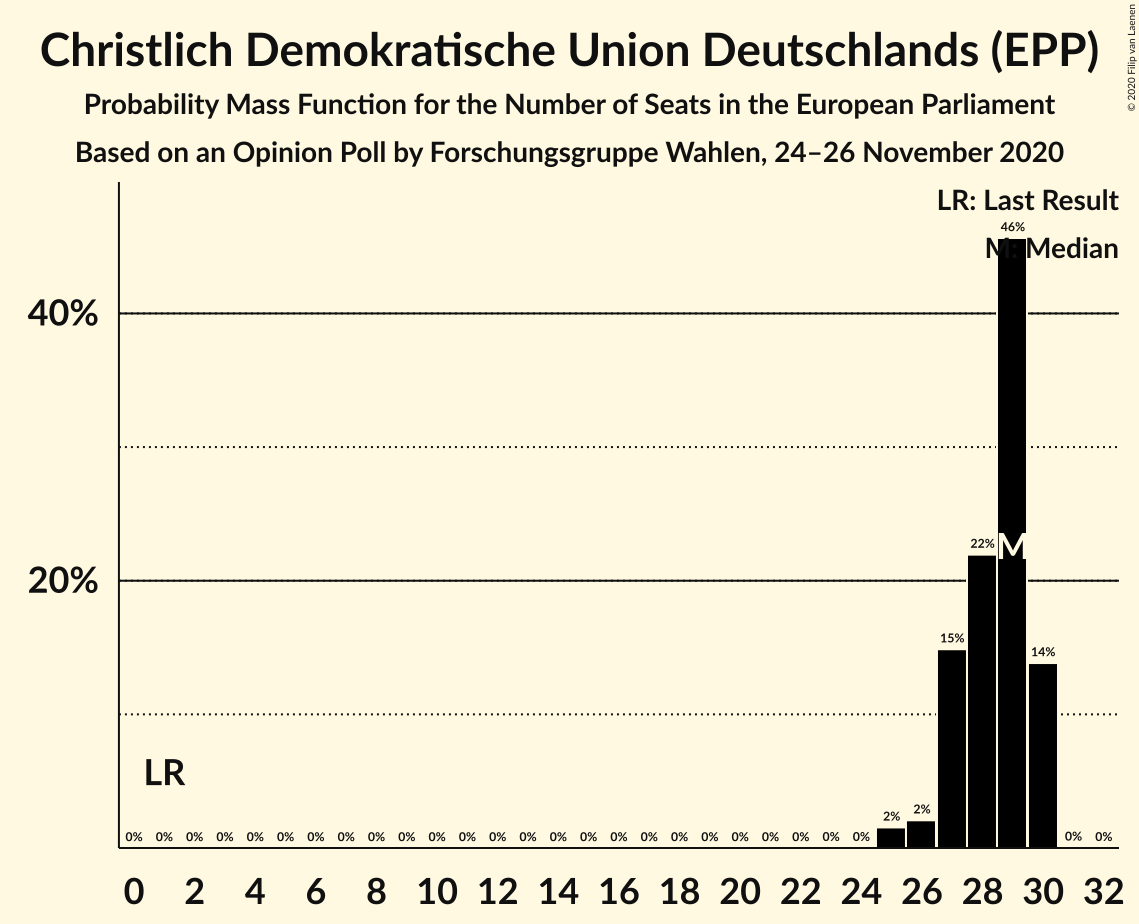 Christlich Demokratische Union Deutschlands (EPP)
Probability Mass Function for the Number of Seats in the European Parliament
Based on an Opinion Poll by Forschungsgruppe Wahlen, 24–26 November 2020
© 2020 Filip van Laenen
LR: Last Result
46%
M: Median
40%
22%
M
20%
15%
14%
LR
0% 0% 0% 0% 0% 0% 0% 0% 0% 0% 0% 0% 0% 0% 0% 0% 0% 0% 0% 0% 0% 0% 0% 0% 0% 2% 2% 0% 0%
0 2 4 6 8 10 12 14 16 18 20 22 24 26 28 30 32